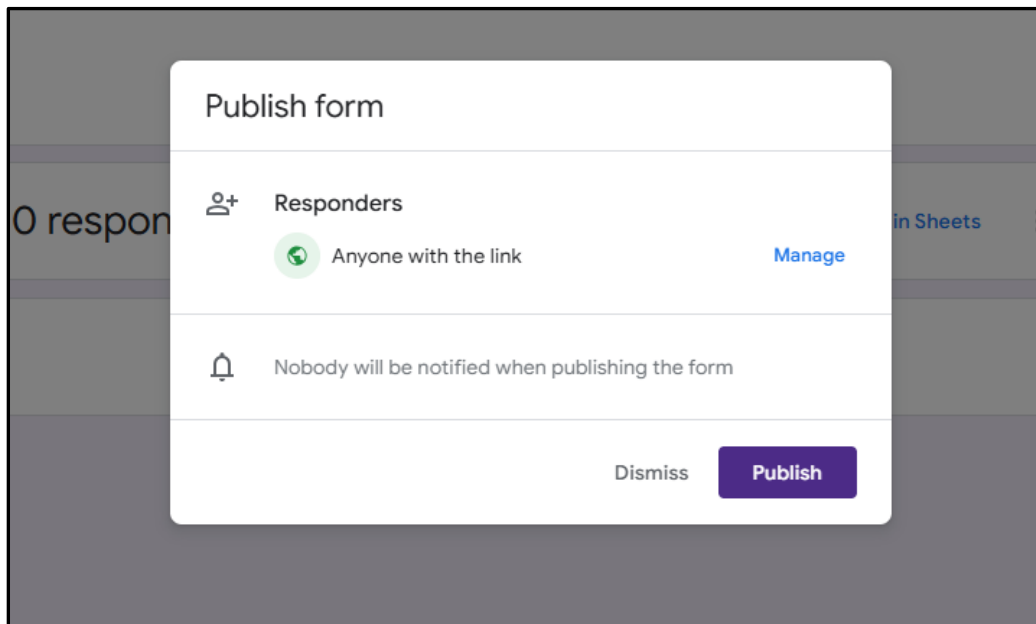 Publish form
Responders
0 respon
in Sheets
Anyone with the link
Manage
Nobody will be notified when publishing the form
Dismiss
Publish